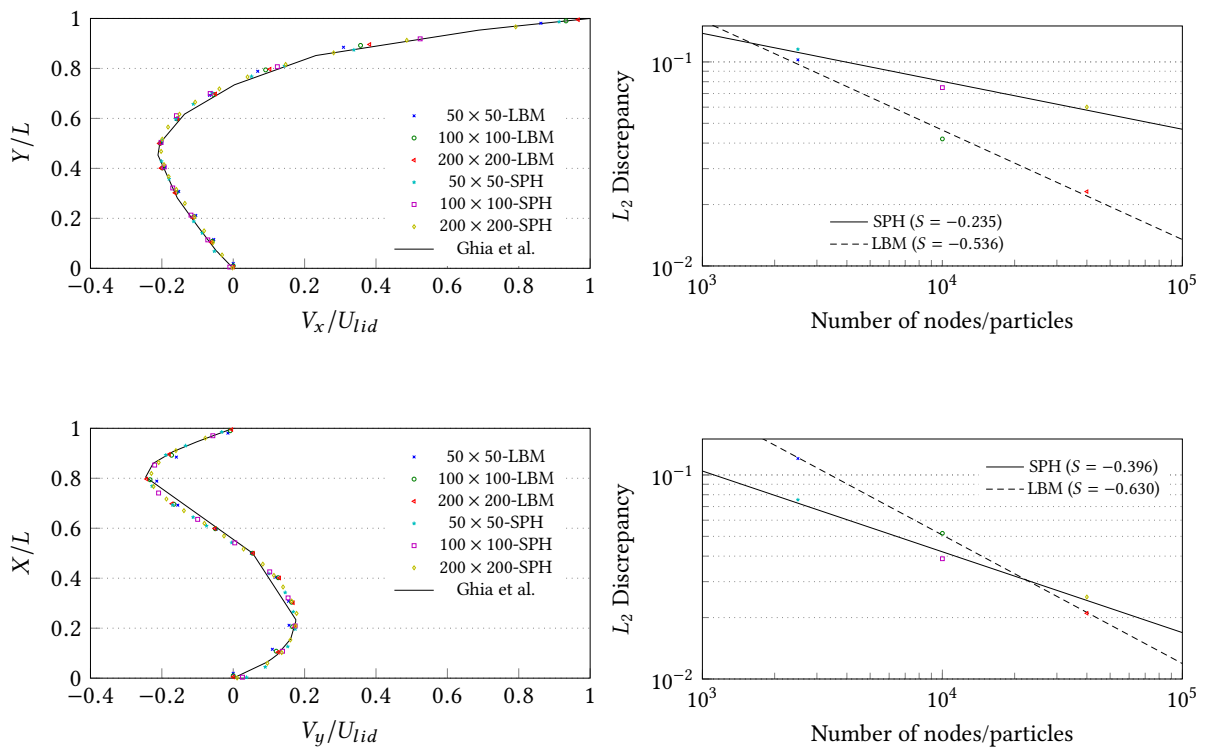 1
0.8
0.6
0.4
0.2
0
Y/L
50 × 50-LBM
100 × 100-LBM
200 × 200-LBM
50 × 50-SPH
100 × 100-SPH
200 × 200-SPH
Ghia et al.
−0.4 −0.2 0 0.2 0.4 0.6 0.8 1
V_x/U_{lid}
10^{−1}
10^{−2}
L_2 Discrepancy
SPH (S = −0.235)
LBM (S = −0.536)
10^3 10^4 10^5
Number of nodes/particles
1
0.8
0.6
0.4
0.2
0
X/L
50 × 50-LBM
100 × 100-LBM
200 × 200-LBM
50 × 50-SPH
100 × 100-SPH
200 × 200-SPH
Ghia et al.
−0.4 −0.2 0 0.2 0.4 0.6 0.8 1
V_y/U_{lid}
10^{−1}
10^{−2}
L_2 Discrepancy
SPH (S = −0.396)
LBM (S = −0.630)
10^3 10^4 10^5
Number of nodes/particles